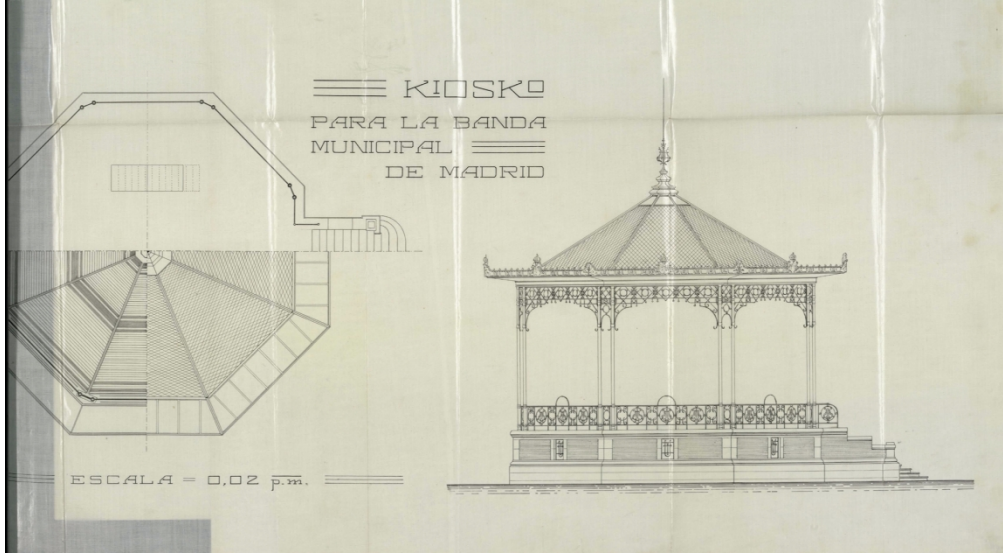 KIOSKO
PARA LA BANDA
MUNICIPAL
DE MADRID
ESCALA = 0,02 p.m.